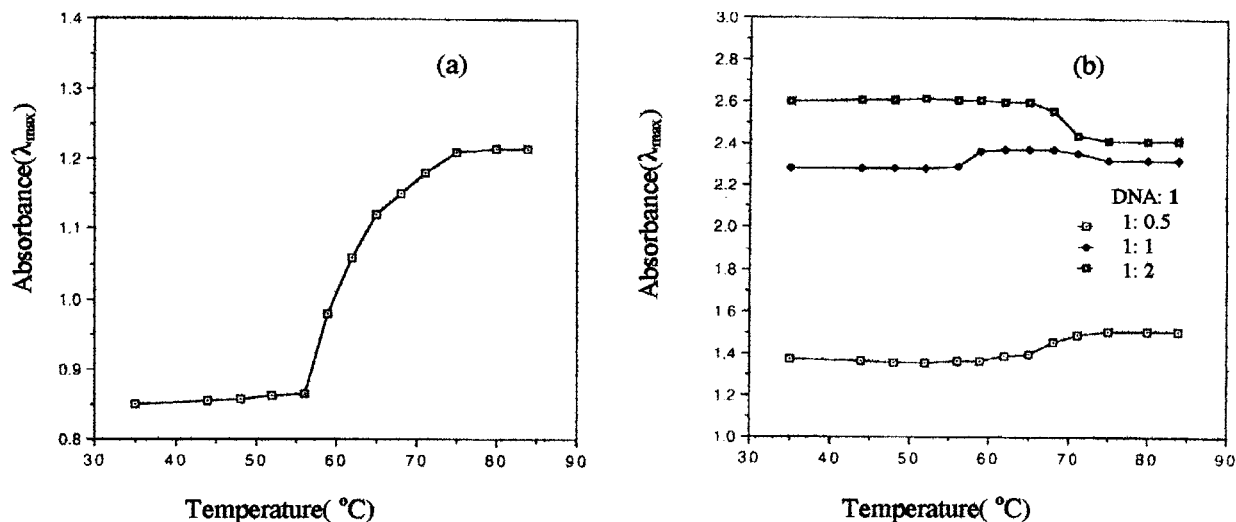 (a)
Absorbance(λmax)
1.4
1.3
1.2
1.1
1.0
0.9
0.8
30 40 50 60 70 80 90
Temperature( °C)
(b)
Absorbance(λmax)
3.0
2.8
2.6
2.4
2.2
2.0
1.8
1.6
1.4
1.2
1.0
DNA: 1
1: 0.5
1: 1
1: 2
30 40 50 60 70 80 90
Temperature( °C)